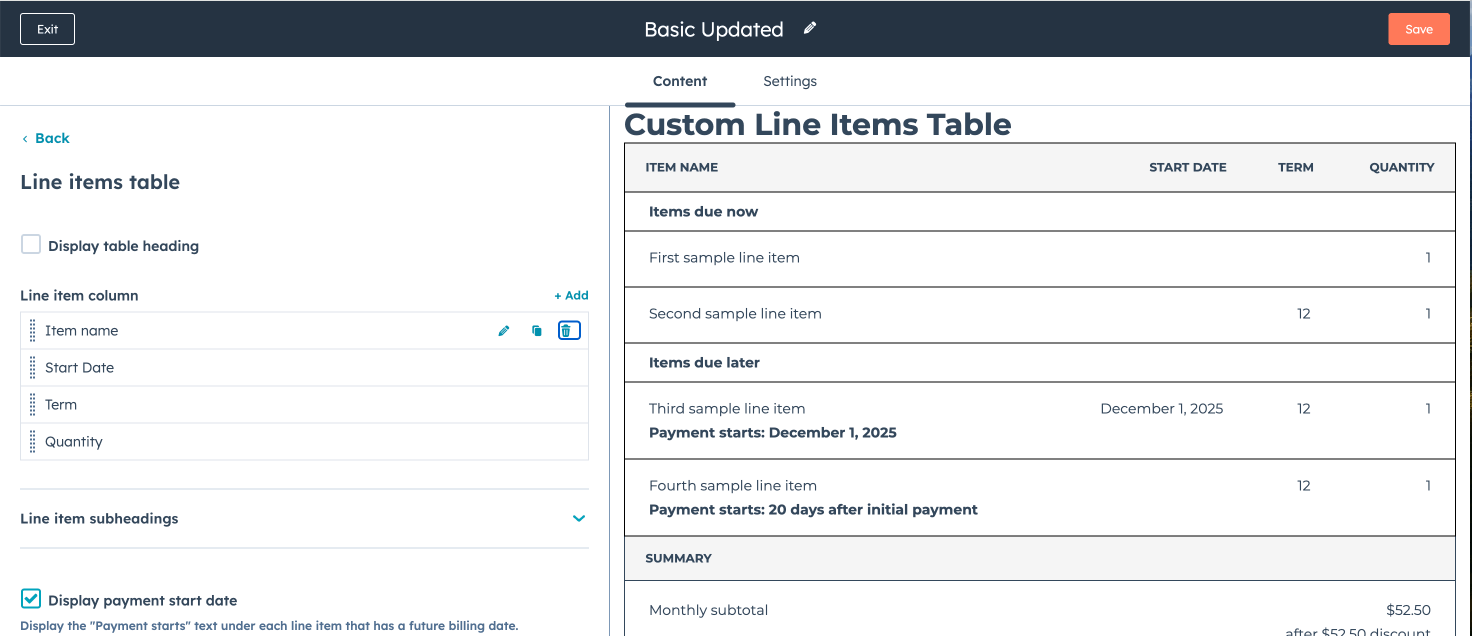 Exit
Basic Updated
Save
Content
Settings
Back
Line items table
Display table heading
Line item column
+ Add
Item name
Start Date
Term
Quantity
Line item subheadings
Display payment start date
Display the "Payment starts" text under each line item that has a future billing date.
Custom Line Items Table
ITEM NAME START DATE TERM QUANTITY
Items due now
First sample line item 1
Second sample line item 12 1
Items due later
Third sample line item December 1, 2025 12 1
Payment starts: December 1, 2025
Fourth sample line item 12 1
Payment starts: 20 days after initial payment
SUMMARY
Monthly subtotal $52.50
after $52.50 discount